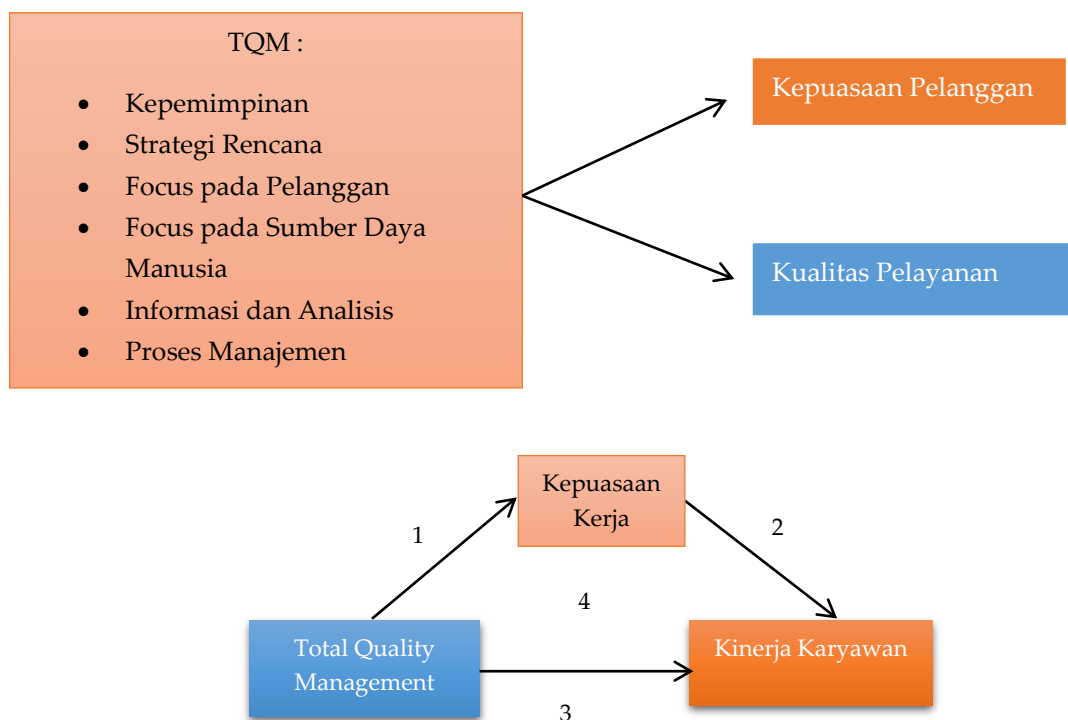 TQM :
• Kepemimpinan
• Strategi Rencana
• Focus pada Pelanggan
• Focus pada Sumber Daya
Manusia
• Informasi dan Analisis
• Proses Manajemen
Kepuasaan Pelanggan
Kualitas Pelayanan
Kepuasaan
Kerja
1
2
4
Total Quality
Management
Kinerja Karyawan
3